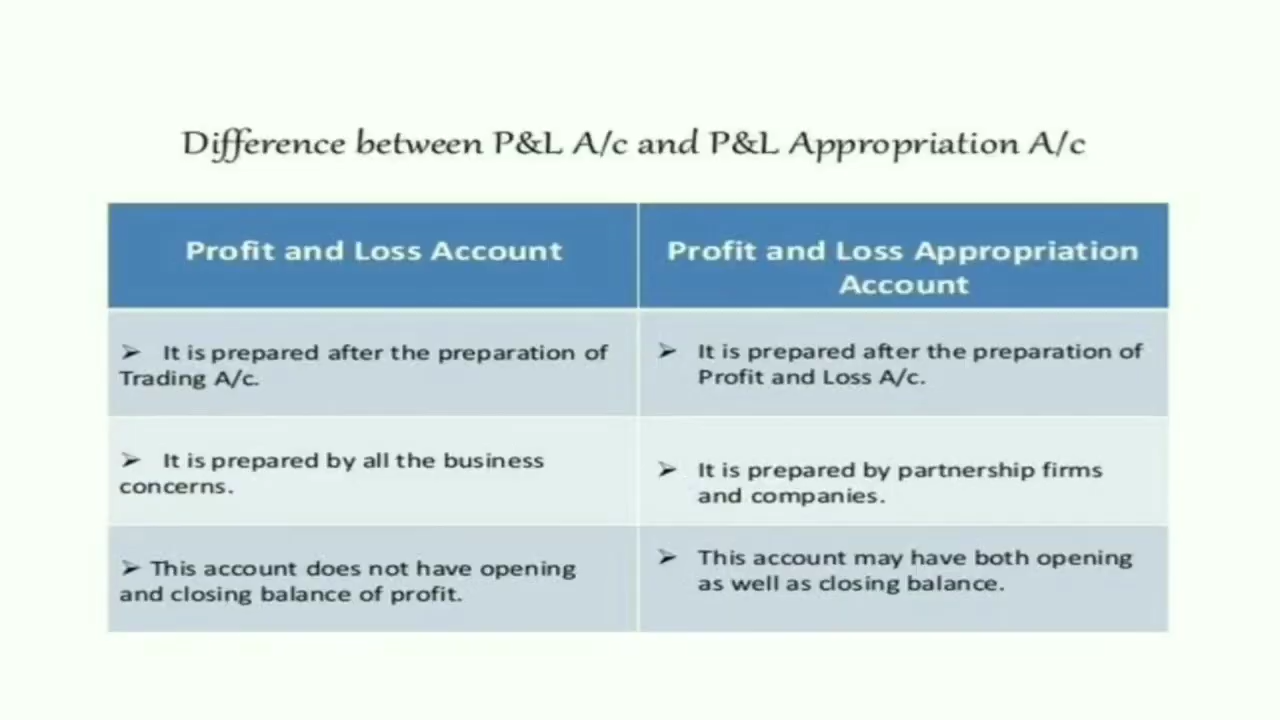 Difference between P&L A/c and P&L Appropriation A/c
Profit and Loss Account
Profit and Loss Appropriation
Account
➢ It is prepared after the preparation of
Trading A/c.
➢ It is prepared after the preparation of
Profit and Loss A/c.
➢ It is prepared by all the business
concerns.
➢ It is prepared by partnership firms
and companies.
➢ This account does not have opening
and closing balance of profit.
➢ This account may have both opening
as well as closing balance.